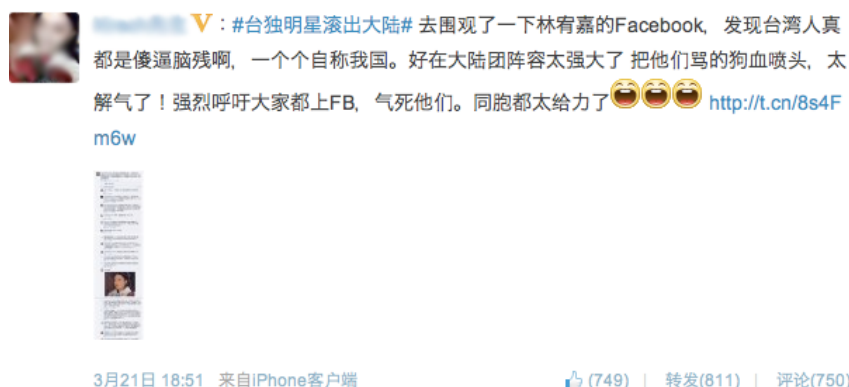 ：#台独明星滚出大陆# 去围观了一下林宥嘉的Facebook，发现台湾人真
都是傻逼脑残啊，一个个自称我国。好在大陆团阵容太强大了 把他们骂的狗血喷头，太
解气了！强烈呼吁大家都上FB，气死他们。同胞都太给力了 http://t.cn/8s4F
m6w
3月21日 18:51 来自iPhone客户端 (749) | 转发(811) | 评论(750)